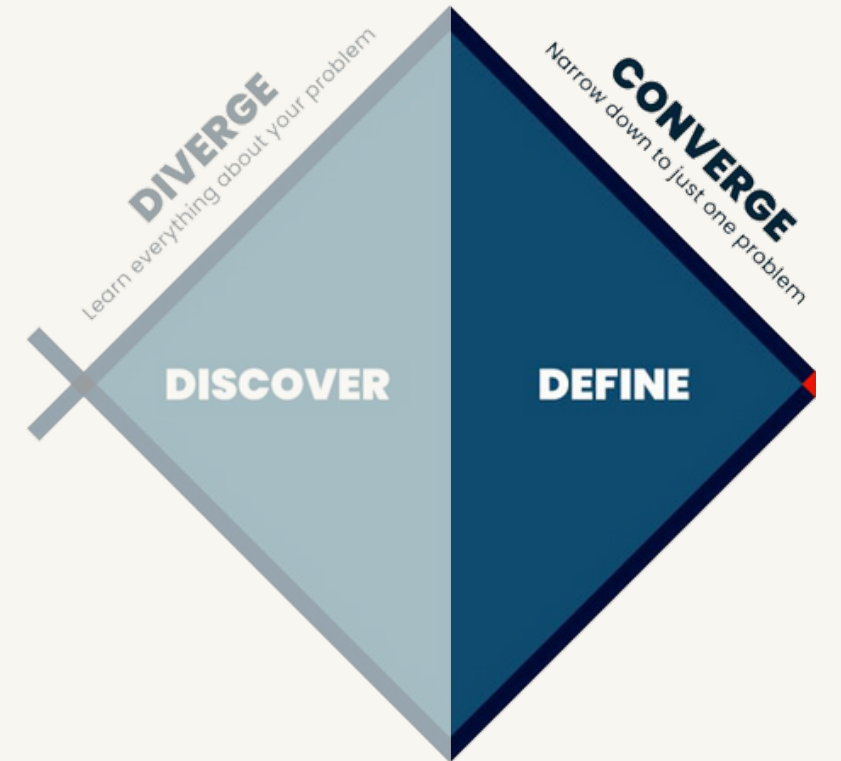 DIVERGE
Learn everything about your problem
CONVERGE
Narrow down to just one problem
DISCOVER
DEFINE